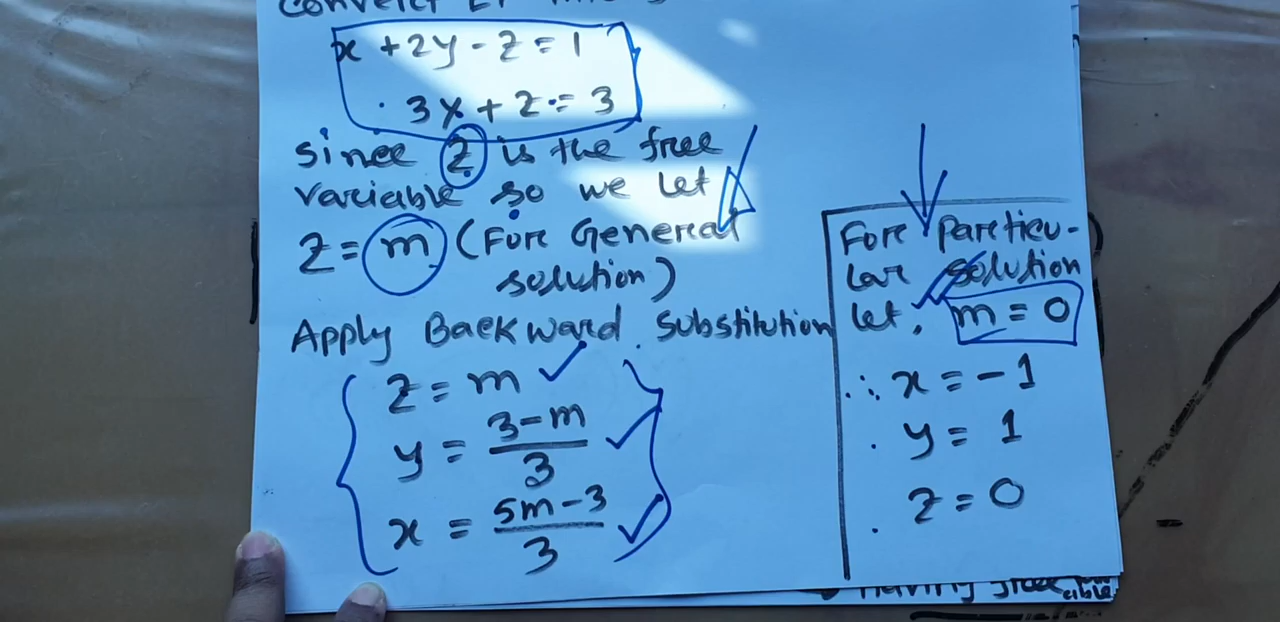 x + 2y - z = 1
3x + z = 3
Since z is the free
variable so we let
z = m (For General
solution)
Apply Backward Substitution
z = m
y = 3-m
3
x = 5m-3
3
For Particu-
lar solution
let, m = 0
∴ x = -1
y = 1
z = 0